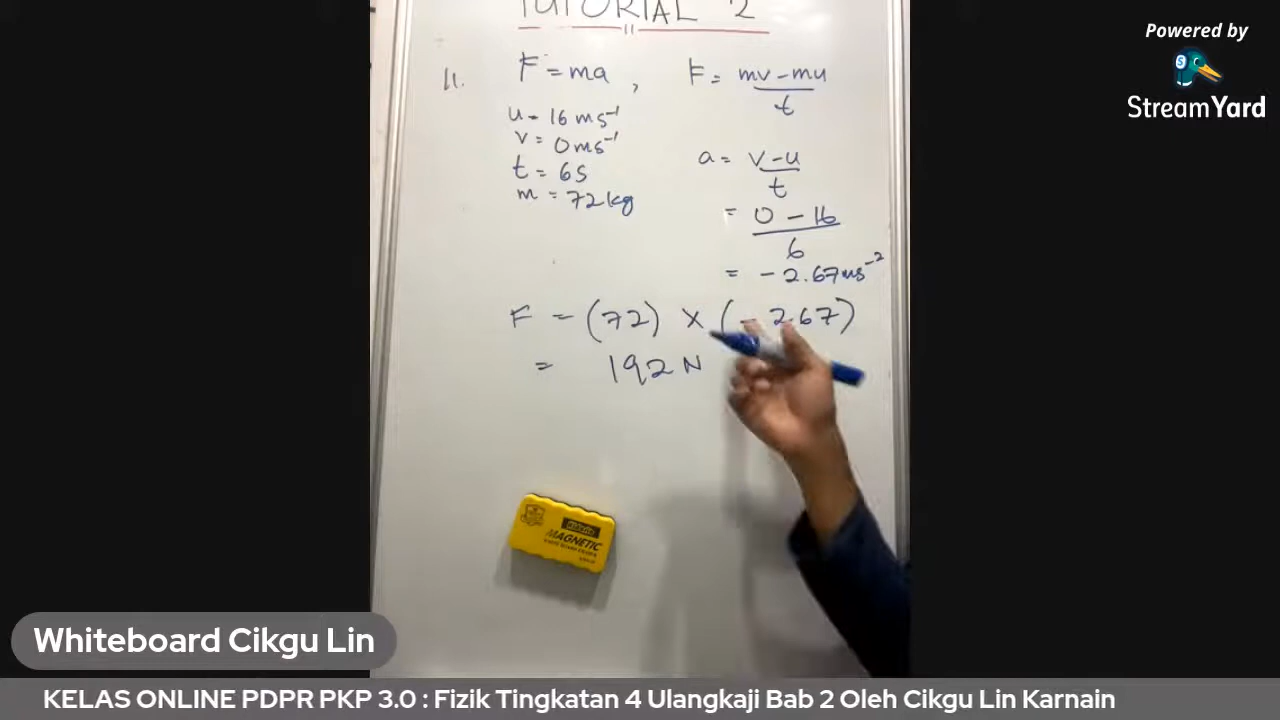 TUTORIAL 2
11.
F = ma , F = mv - mu / t
u = 16 ms⁻¹
v = 0 ms⁻¹
t = 6s
m = 72 kg
a = v - u / t
= 0 - 16 / 6
= - 2.67 ms⁻²
F = (72) × (- 2.67)
= 192 N
MAGNETIC
Powered by
StreamYard
Whiteboard Cikgu Lin
KELAS ONLINE PDPR PKP 3.0 : Fizik Tingkatan 4 Ulangkaji Bab 2 Oleh Cikgu Lin Karnain